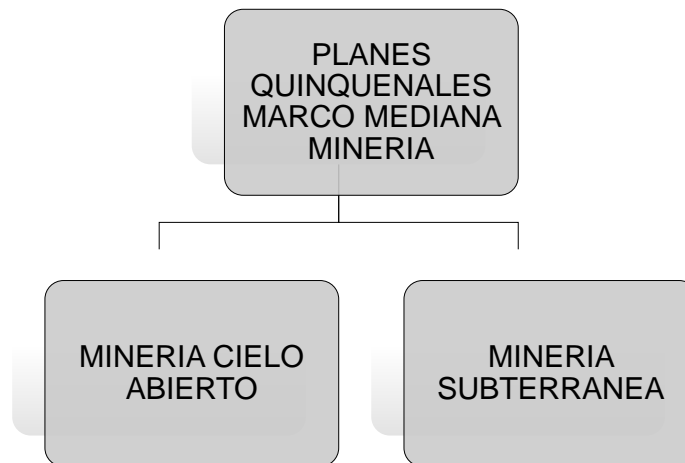 PLANES
QUINQUENALES
MARCO MEDIANA
MINERIA
MINERIA CIELO
ABIERTO
MINERIA
SUBTERRANEA